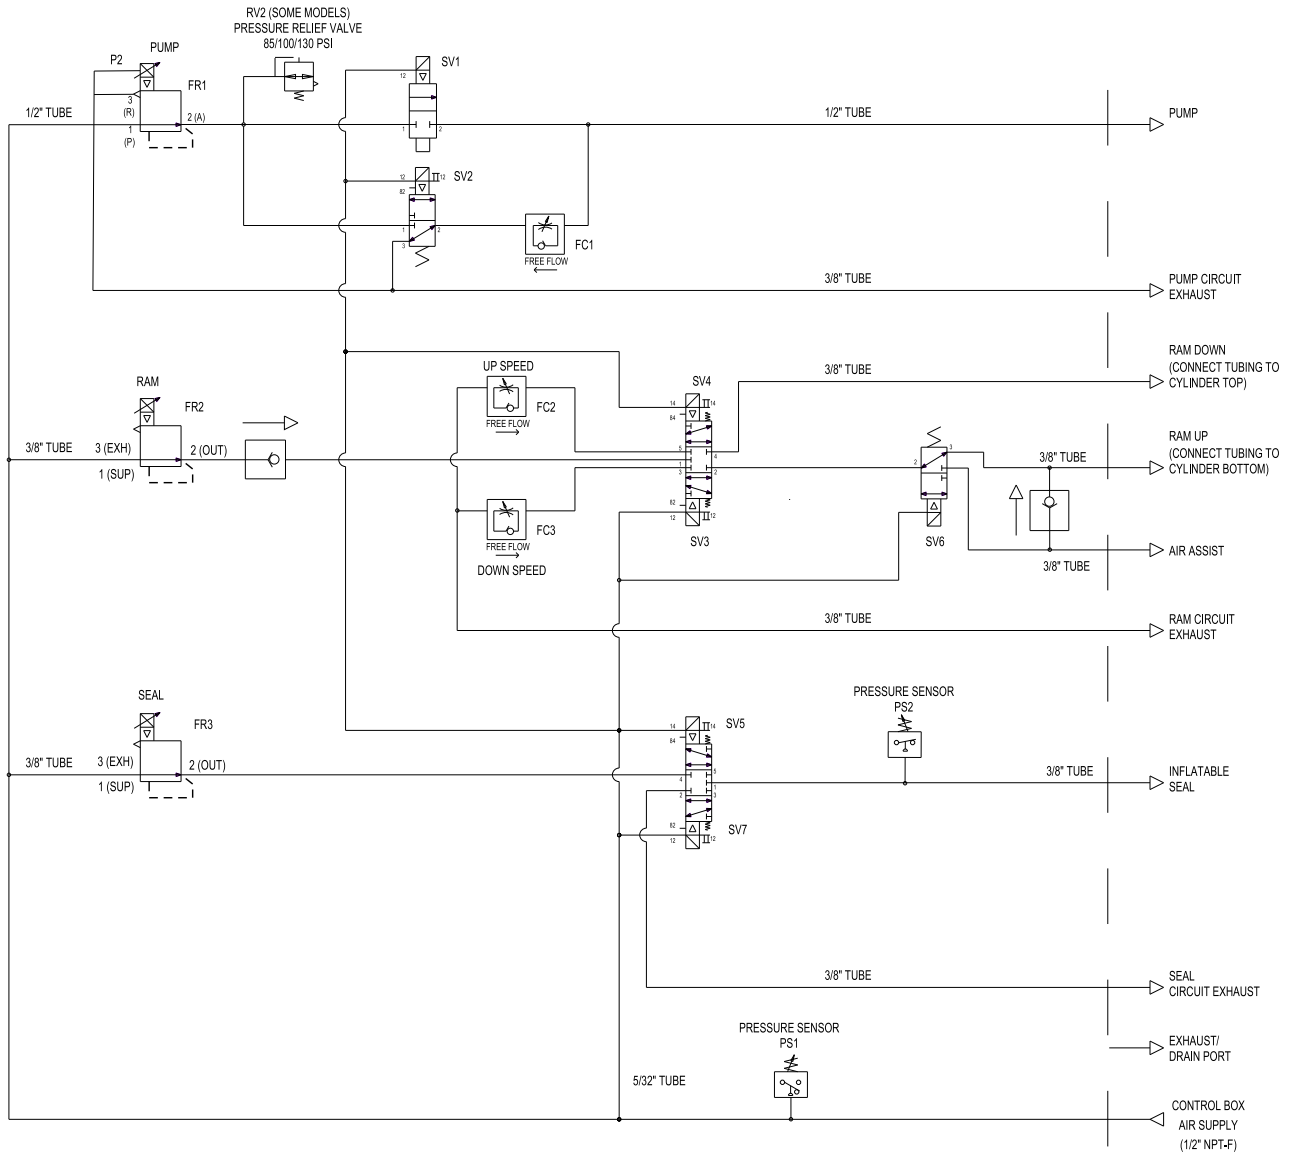 RV2 (SOME MODELS)
PRESSURE RELIEF VALVE
85/100/130 PSI
PUMP
P2
FR1
3
(R)
1/2" TUBE
2 (A)
1
(P)
SV1
12
1
2
1/2" TUBE
PUMP
SV2
12
12
82
1
2
3
FC1
FREE FLOW
3/8" TUBE
PUMP CIRCUIT
EXHAUST
RAM
FR2
3/8" TUBE
3 (EXH)
2 (OUT)
1 (SUP)
UP SPEED
FC2
FREE FLOW
FC3
FREE FLOW
DOWN SPEED
SV4
14
14
84
5
4
1
3
2
82
12
12
SV3
3/8" TUBE
RAM DOWN
(CONNECT TUBING TO
CYLINDER TOP)
3
2
SV6
3/8" TUBE
RAM UP
(CONNECT TUBING TO
CYLINDER BOTTOM)
AIR ASSIST
3/8" TUBE
3/8" TUBE
RAM CIRCUIT
EXHAUST
SEAL
FR3
3/8" TUBE
3 (EXH)
2 (OUT)
1 (SUP)
14
14
SV5
84
5
4
1
2
3
82
12
12
SV7
PRESSURE SENSOR
PS2
3/8" TUBE
INFLATABLE
SEAL
3/8" TUBE
SEAL
CIRCUIT EXHAUST
EXHAUST/
DRAIN PORT
PRESSURE SENSOR
PS1
5/32" TUBE
CONTROL BOX
AIR SUPPLY
(1/2" NPT-F)